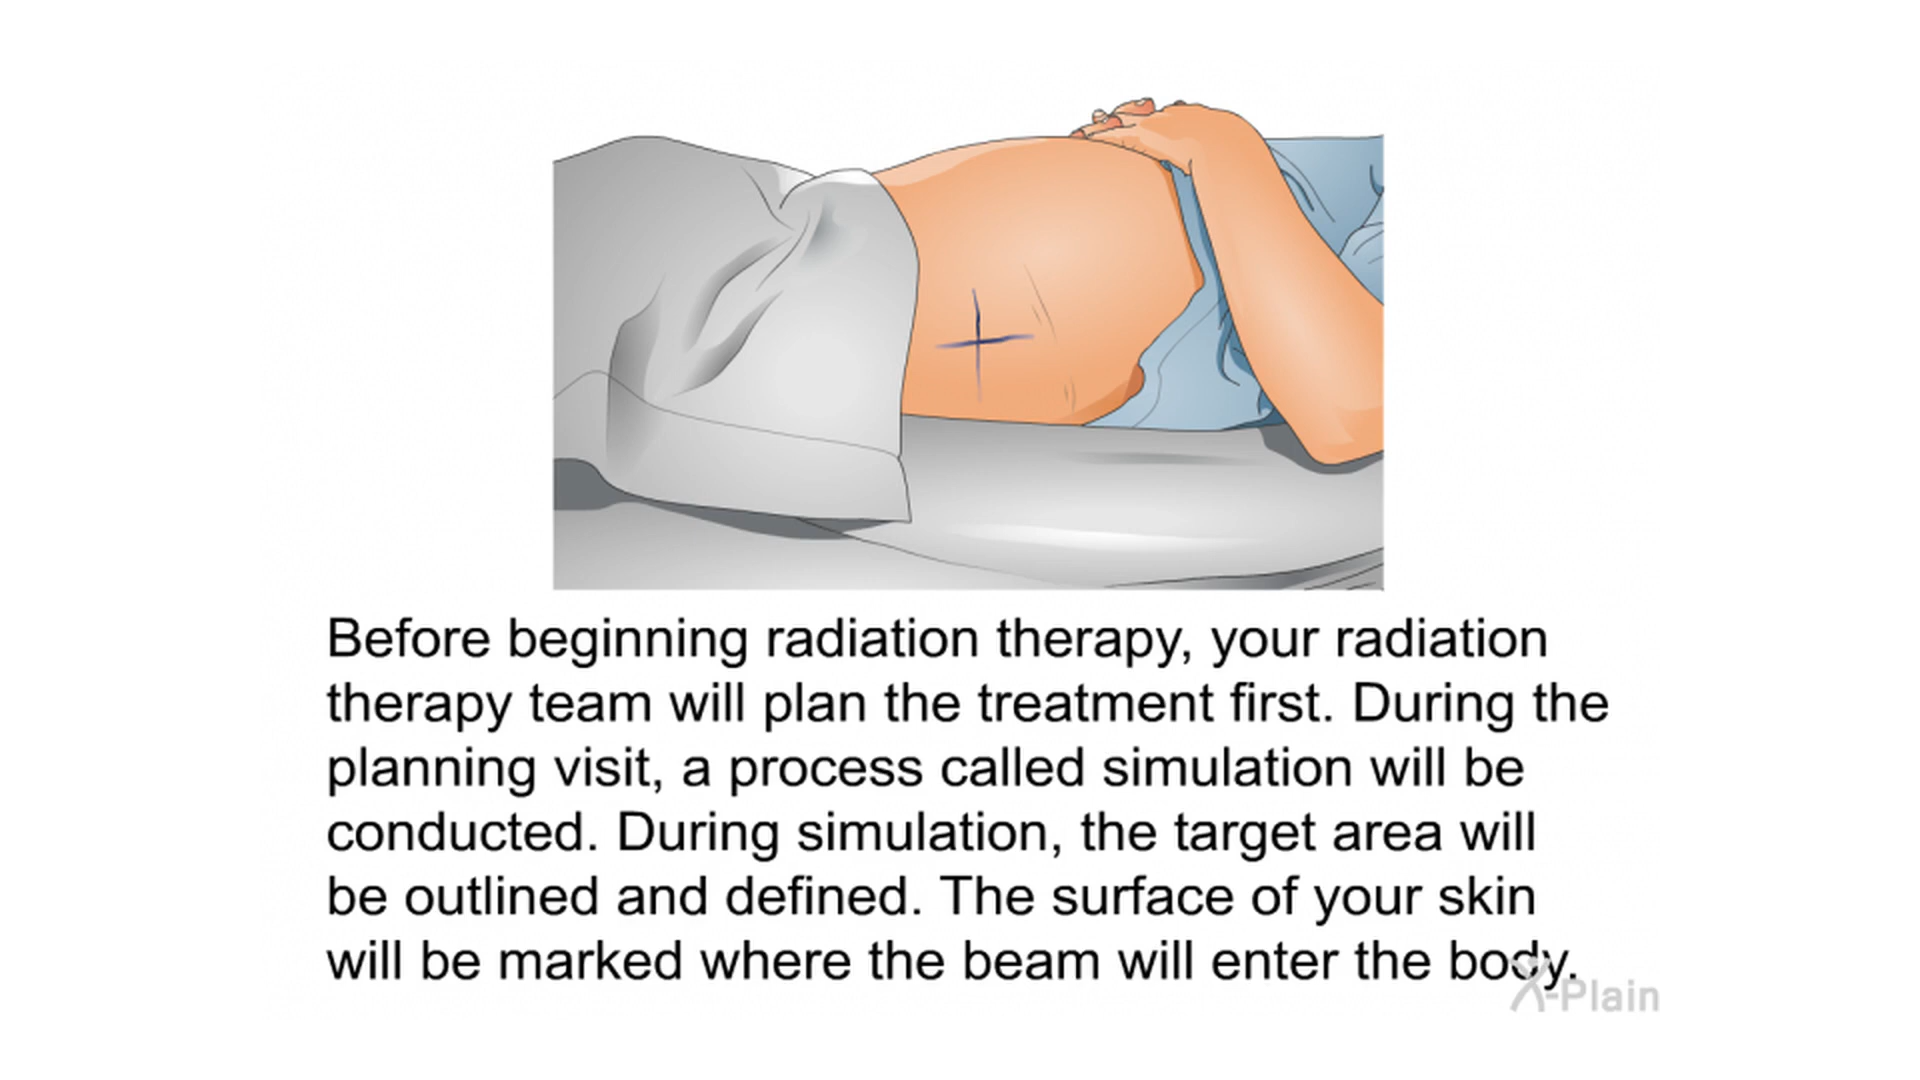 Before beginning radiation therapy, your radiation
therapy team will plan the treatment first. During the
planning visit, a process called simulation will be
conducted. During simulation, the target area will
be outlined and defined. The surface of your skin
will be marked where the beam will enter the body.
X-Plain